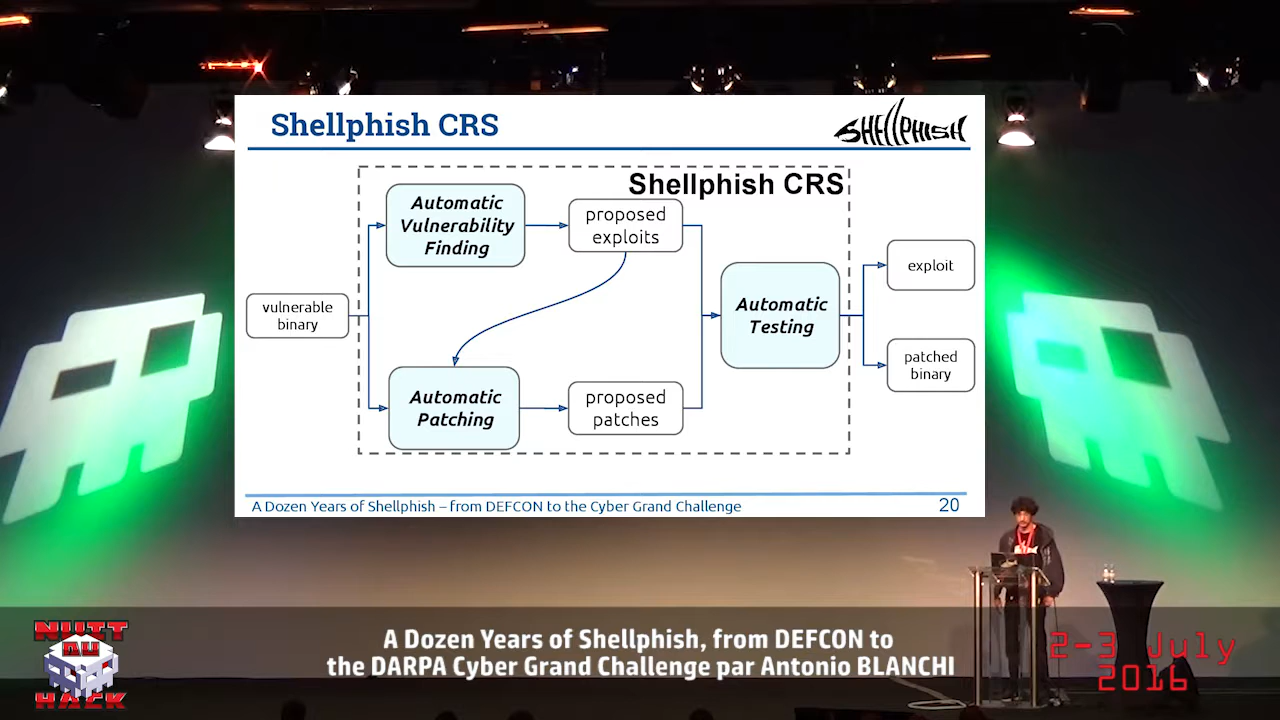 Shellphish CRS
SHELLPHISH
Shellphish CRS
Automatic
Vulnerability
Finding
proposed
exploits
vulnerable
binary
Automatic
Testing
exploit
patched
binary
Automatic
Patching
proposed
patches
A Dozen Years of Shellphish – from DEFCON to the Cyber Grand Challenge
20
NUIT
DU
HACK
A Dozen Years of Shellphish, from DEFCON to
the DARPA Cyber Grand Challenge par Antonio BLANCHI
2-3 July
2016